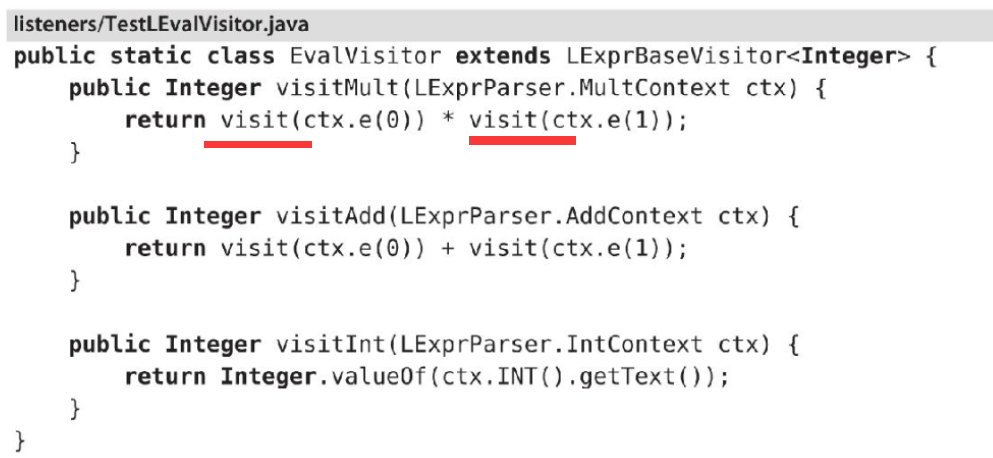 listeners/TestLEvalVisitor.java
public static class EvalVisitor extends LExprBaseVisitor<Integer> {
    public Integer visitMult(LExprParser.MultContext ctx) {
        return visit(ctx.e(0)) * visit(ctx.e(1));
    }

    public Integer visitAdd(LExprParser.AddContext ctx) {
        return visit(ctx.e(0)) + visit(ctx.e(1));
    }

    public Integer visitInt(LExprParser.IntContext ctx) {
        return Integer.valueOf(ctx.INT().getText());
    }
}